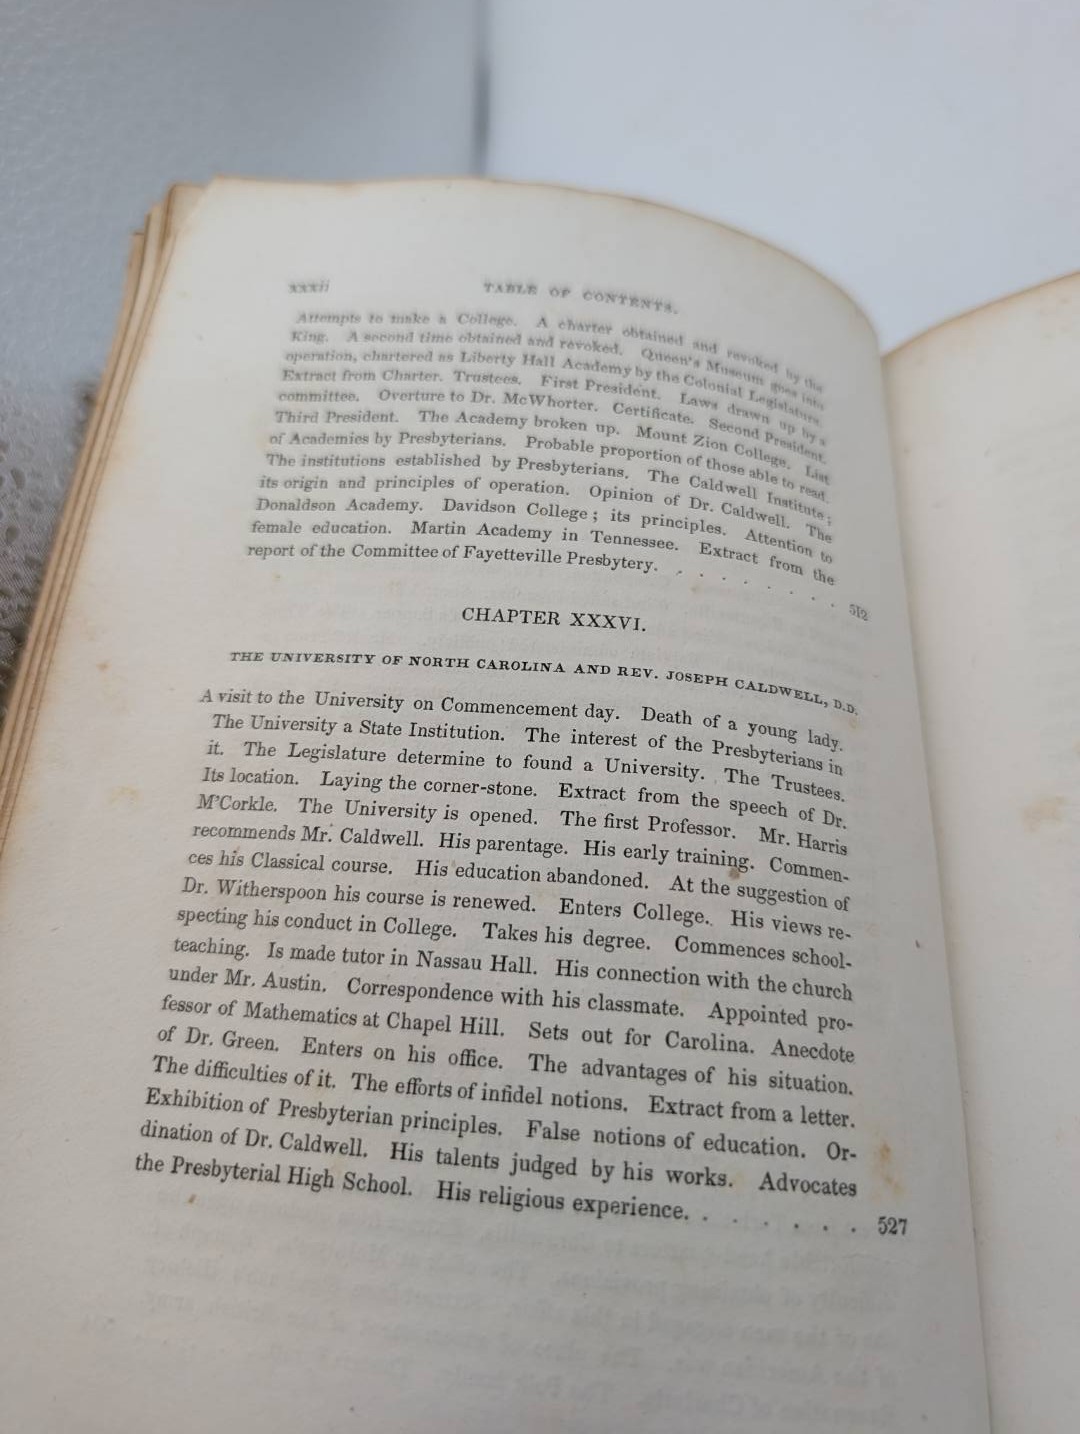 xxxii TABLE OF CONTENTS.
Attempts to make a College. A charter obtained and revoked by the
King. A second time obtained and revoked. Queen's Museum goes into
operation, chartered as Liberty Hall Academy by the Colonial Legislature.
Extract from Charter. Trustees. First President. Laws drawn up by a
committee. Overture to Dr. McWhorter. Certificate. Second President.
Third President. The Academy broken up. Mount Zion College. List
of Academies by Presbyterians. Probable proportion of those able to read.
The institutions established by Presbyterians. The Caldwell Institute;
its origin and principles of operation. Opinion of Dr. Caldwell. The
Donaldson Academy. Davidson College; its principles. Attention to
female education. Martin Academy in Tennessee. Extract from the
report of the Committee of Fayetteville Presbytery. . . . . . . . 512
CHAPTER XXXVI.
THE UNIVERSITY OF NORTH CAROLINA AND REV. JOSEPH CALDWELL, D.D.
A visit to the University on Commencement day. Death of a young lady.
The University a State Institution. The interest of the Presbyterians in
it. The Legislature determine to found a University. The Trustees.
Its location. Laying the corner-stone. Extract from the speech of Dr.
M'Corkle. The University is opened. The first Professor. Mr. Harris
recommends Mr. Caldwell. His parentage. His early training. Commen-
ces his Classical course. His education abandoned. At the suggestion of
Dr. Witherspoon his course is renewed. Enters College. His views re-
specting his conduct in College. Takes his degree. Commences school-
teaching. Is made tutor in Nassau Hall. His connection with the church
under Mr. Austin. Correspondence with his classmate. Appointed pro-
fessor of Mathematics at Chapel Hill. Sets out for Carolina. Anecdote
of Dr. Green. Enters on his office. The advantages of his situation.
The difficulties of it. The efforts of infidel notions. Extract from a letter.
Exhibition of Presbyterian principles. False notions of education. Or-
dination of Dr. Caldwell. His talents judged by his works. Advocates
the Presbyterial High School. His religious experience. . . . . . . 527